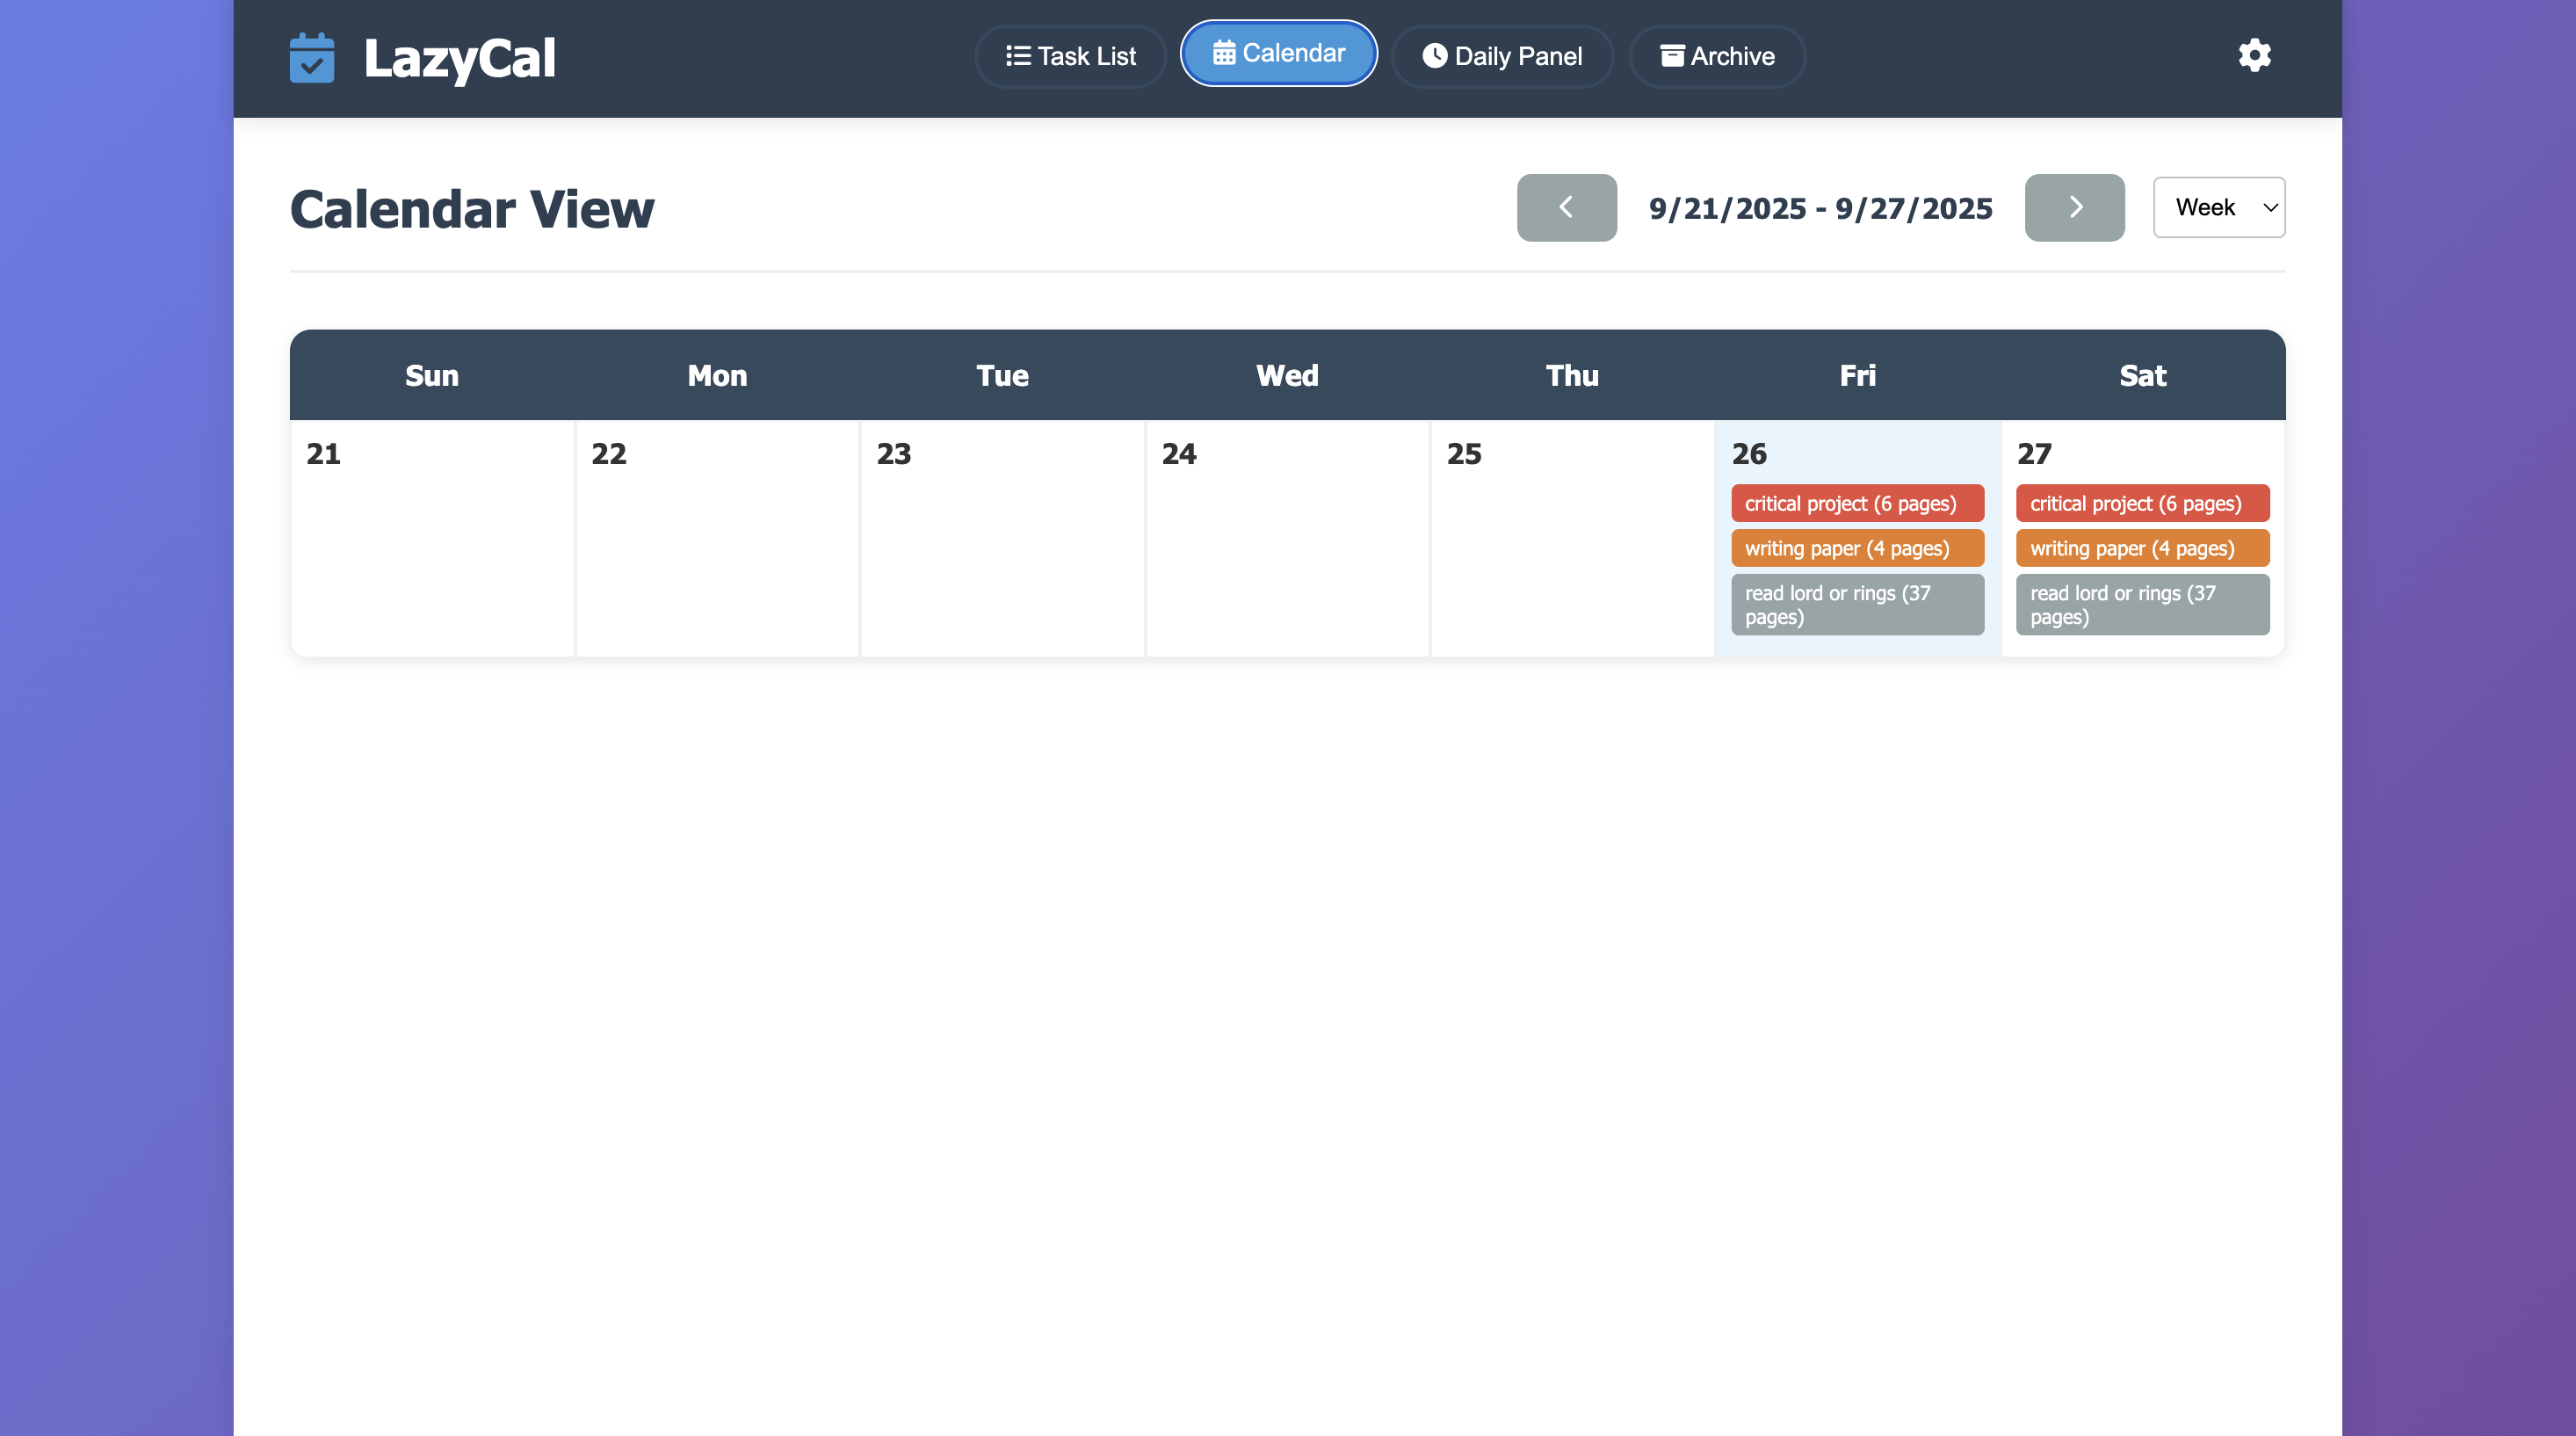 LazyCal
Task List
Calendar
Daily Panel
Archive
Calendar View
9/21/2025 - 9/27/2025
Week
Sun Mon Tue Wed Thu Fri Sat
21 22 23 24 25 26 27
critical project (6 pages)
writing paper (4 pages)
read lord or rings (37
pages)
critical project (6 pages)
writing paper (4 pages)
read lord or rings (37
pages)